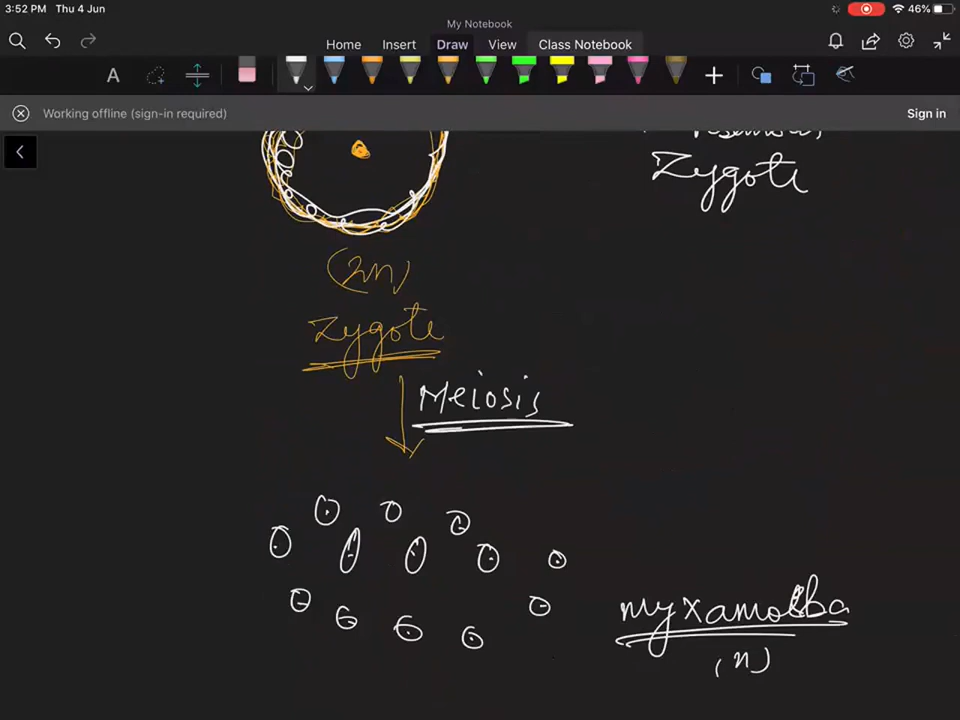 3:52 PM Thu 4 Jun
46%
My Notebook
Home Insert Draw View Class Notebook
A
Working offline (sign-in required) Sign in
Zygote
(2n)
Zygote
Meiosis
myxamoeba
(n)